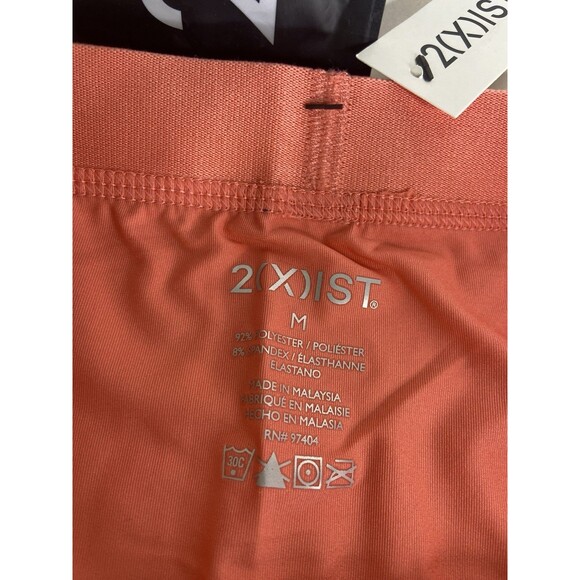 2(X)IST
2(X)IST®
M
92% POLYESTER / POLIÉSTER
8% SPANDEX / ÉLASTHANNE
ELASTANO
MADE IN MALAYSIA
FABRIQUÉ EN MALAISIE
HECHO EN MALASIA
RN# 97404
30C